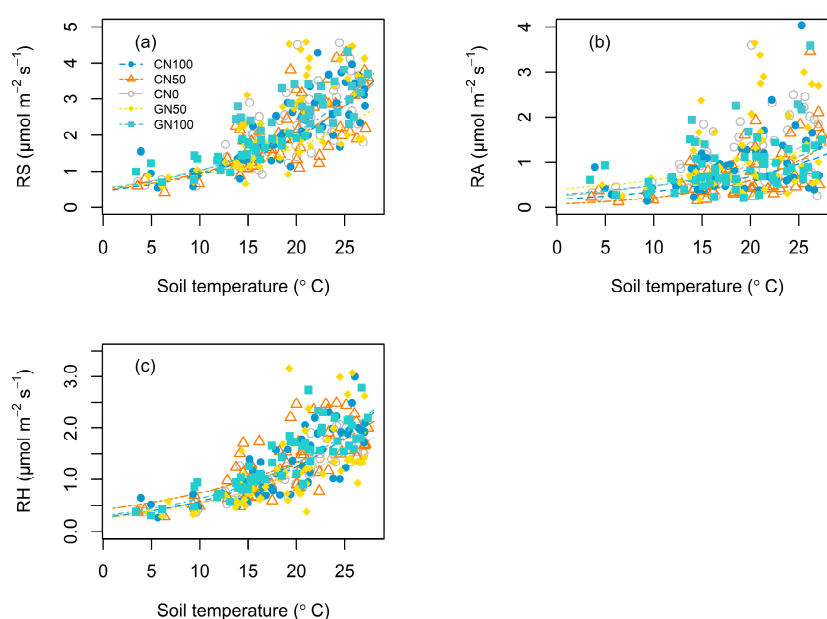 (a)
CN100
CN50
CN0
GN50
GN100
RS (μmol m−2 s−1)
0 1 2 3 4 5
0 5 10 15 20 25
Soil temperature (° C)
(b)
RA (μmol m−2 s−1)
0 1 2 3 4
0 5 10 15 20 25
Soil temperature (° C)
(c)
RH (μmol m−2 s−1)
0.0 1.0 2.0 3.0
0 5 10 15 20 25
Soil temperature (° C)